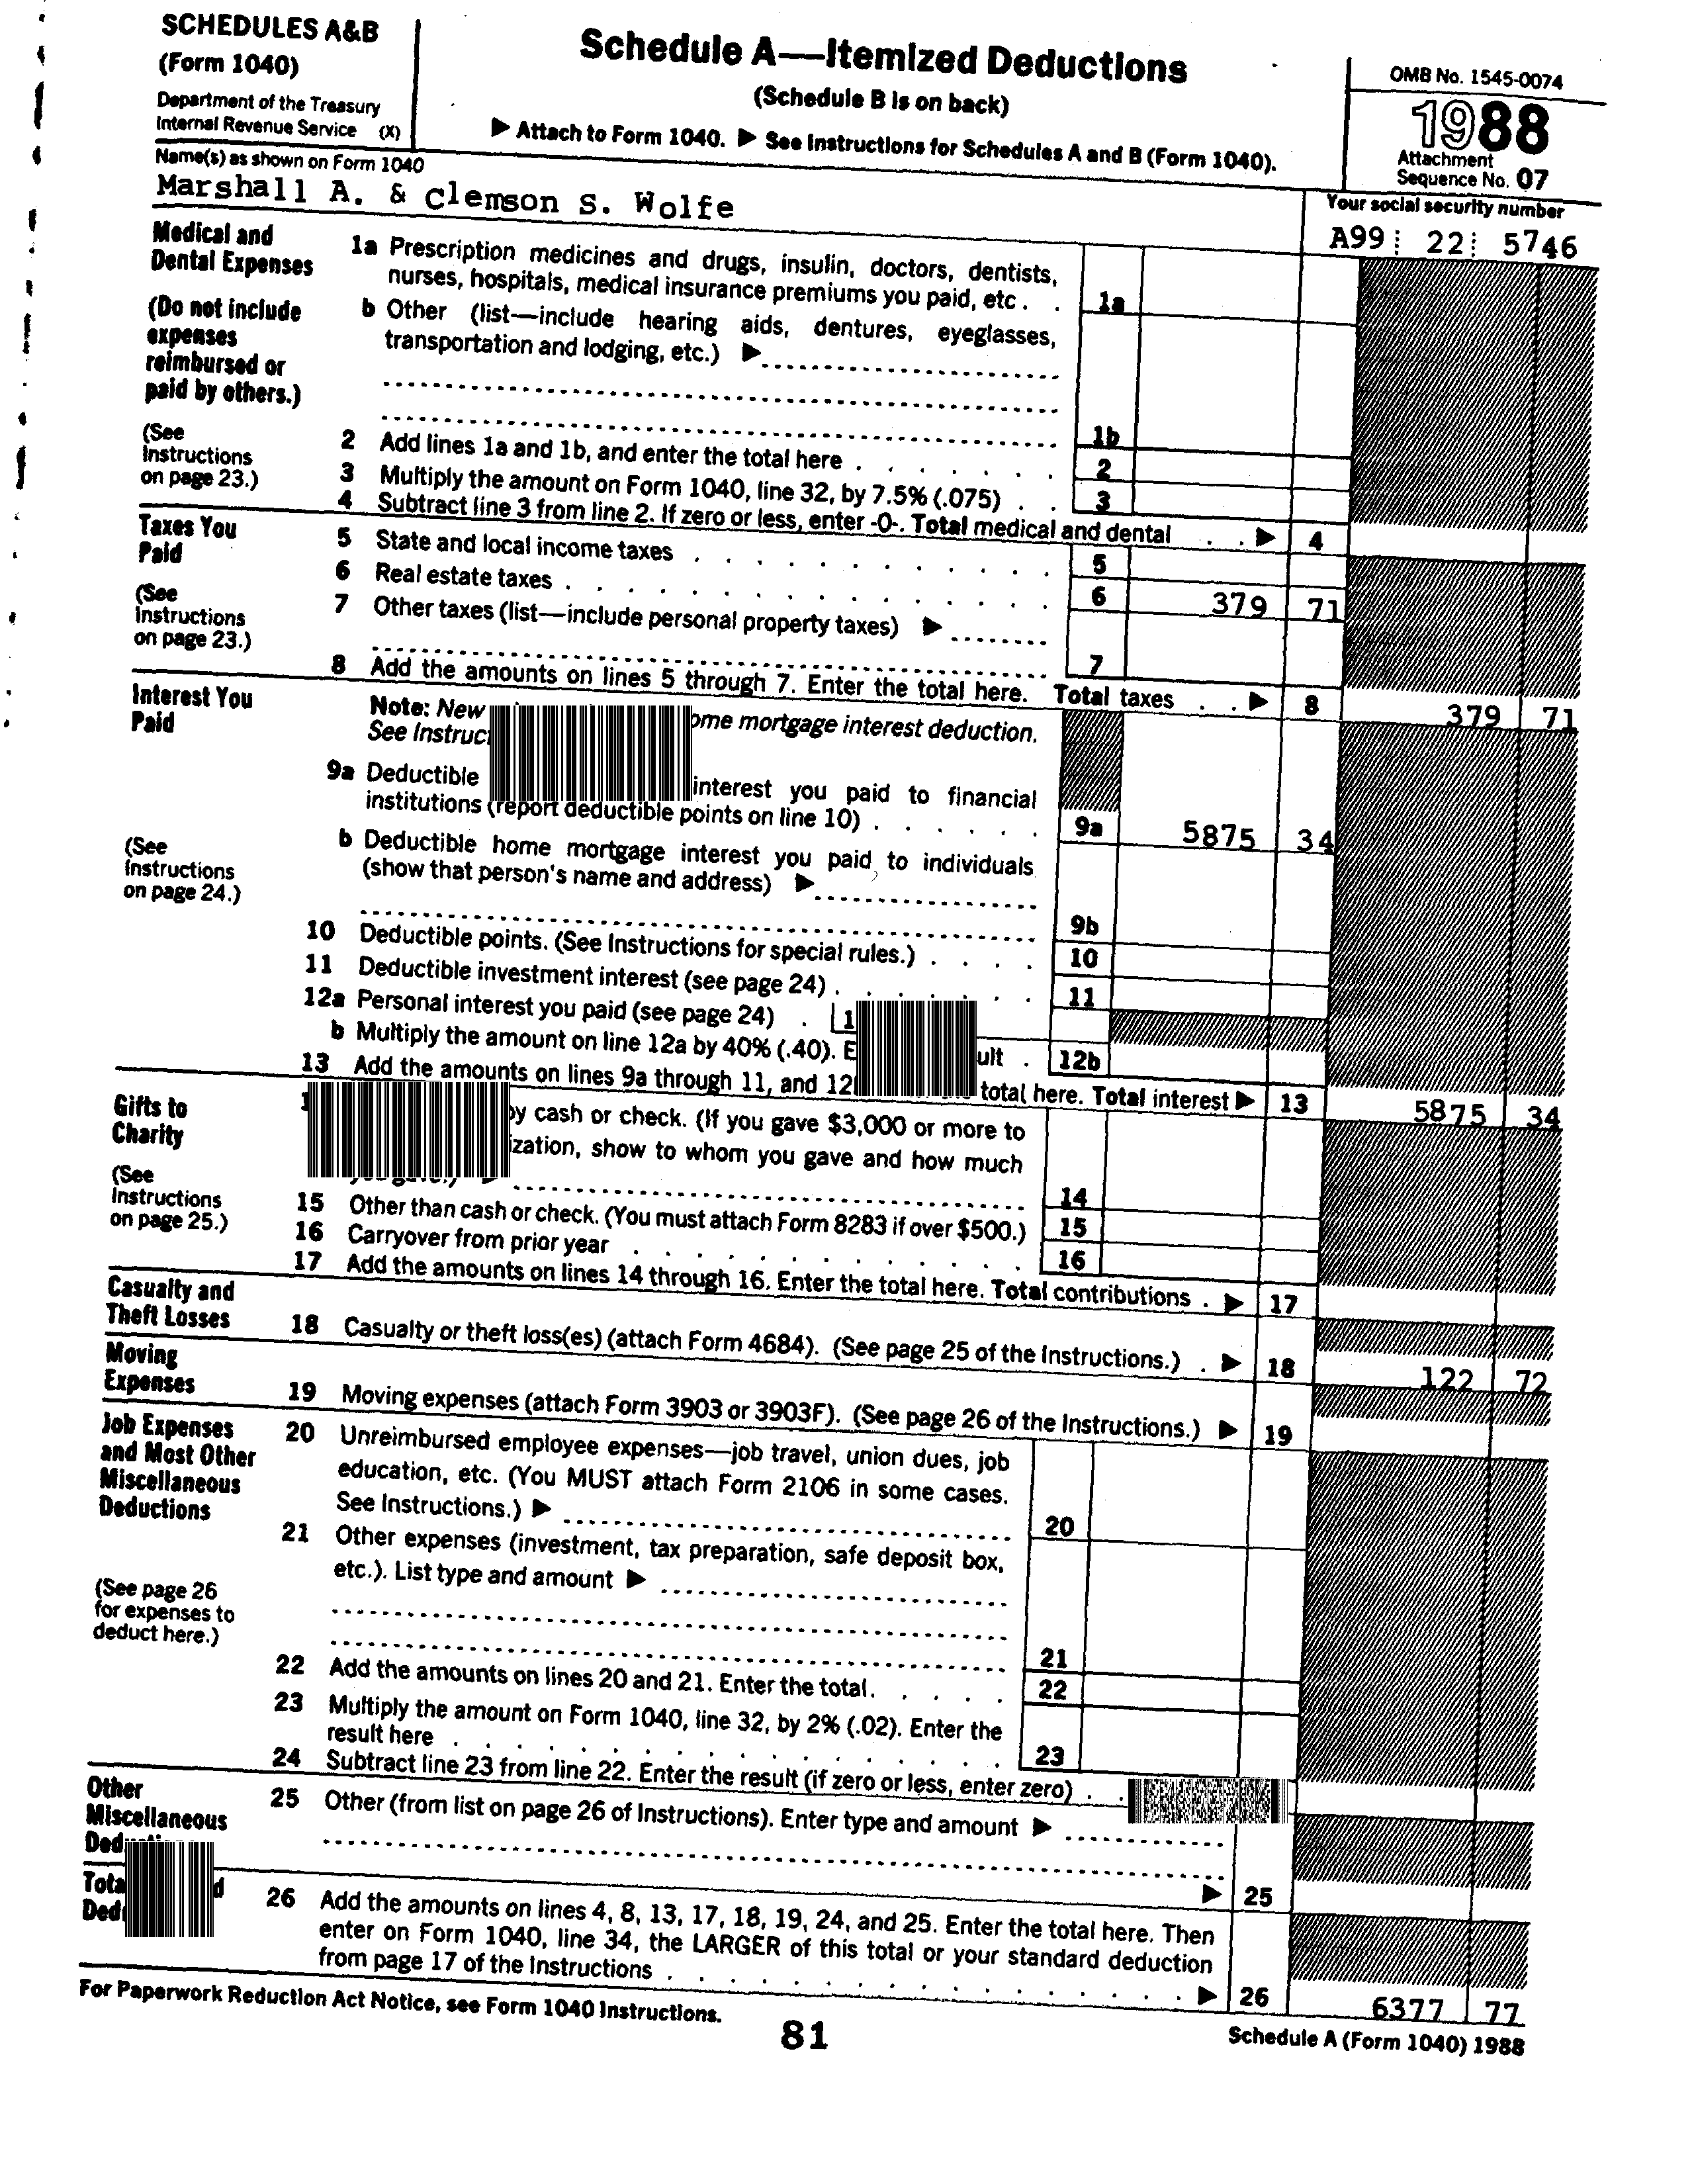 SCHEDULES A&B
(Form 1040)
Department of the Treasury
Internal Revenue Service (X)
Schedule A—Itemized Deductions
(Schedule B is on back)
▶ Attach to Form 1040. ▶ See Instructions for Schedules A and B (Form 1040).
OMB No. 1545-0074
1988
Attachment
Sequence No. 07
Name(s) as shown on Form 1040
Marshall A. & Clemson S. Wolfe
Your social security number
A99 22 5746
Medical and
Dental Expenses
(Do not include
expenses
reimbursed or
paid by others.)
(See
Instructions
on page 23.)
1a Prescription medicines and drugs, insulin, doctors, dentists,
nurses, hospitals, medical insurance premiums you paid, etc . . 1a
b Other (list—include hearing aids, dentures, eyeglasses,
transportation and lodging, etc.) ▶
1b
2 Add lines 1a and 1b, and enter the total here . . . . . . . 2
3 Multiply the amount on Form 1040, line 32, by 7.5% (.075) . . 3
4 Subtract line 3 from line 2. If zero or less, enter -0-. Total medical and dental . . ▶ 4
Taxes You
Paid
(See
Instructions
on page 23.)
5 State and local income taxes . . . . . . . . . . . . 5
6 Real estate taxes . . . . . . . . . . . . . . . . 6 379 71
7 Other taxes (list—include personal property taxes) ▶
7
8 Add the amounts on lines 5 through 7. Enter the total here. Total taxes . . ▶ 8 379 71
Interest You
Paid
(See
Instructions
on page 24.)
Note: New ome mortgage interest deduction.
See Instruc
9a Deductible interest you paid to financial
institutions (report deductible points on line 10) . . . . . . 9a 5875 34
b Deductible home mortgage interest you paid to individuals
(show that person's name and address) ▶
9b
10 Deductible points. (See Instructions for special rules.) . . . . 10
11 Deductible investment interest (see page 24) . . . . . . . 11
12a Personal interest you paid (see page 24) . 1
b Multiply the amount on line 12a by 40% (.40). E ult . 12b
13 Add the amounts on lines 9a through 11, and 12 total here. Total interest ▶ 13 5875 34
Gifts to
Charity
(See
Instructions
on page 25.)
by cash or check. (If you gave $3,000 or more to
ization, show to whom you gave and how much
14
15 Other than cash or check. (You must attach Form 8283 if over $500.) 15
16 Carryover from prior year . . . . . . . . . . . . 16
17 Add the amounts on lines 14 through 16. Enter the total here. Total contributions . ▶ 17
Casualty and
Theft Losses
18 Casualty or theft loss(es) (attach Form 4684). (See page 25 of the Instructions.) . ▶ 18 122 72
Moving
Expenses
19 Moving expenses (attach Form 3903 or 3903F). (See page 26 of the Instructions.) ▶ 19
Job Expenses
and Most Other
Miscellaneous
Deductions
(See page 26
for expenses to
deduct here.)
20 Unreimbursed employee expenses—job travel, union dues, job
education, etc. (You MUST attach Form 2106 in some cases.
See Instructions.) ▶ 20
21 Other expenses (investment, tax preparation, safe deposit box,
etc.). List type and amount ▶
21
22 Add the amounts on lines 20 and 21. Enter the total. . . . . 22
23 Multiply the amount on Form 1040, line 32, by 2% (.02). Enter the
result here . . . . . . . . . . . . . . . . . . 23
24 Subtract line 23 from line 22. Enter the result (if zero or less, enter zero) . .
Other
Miscellaneous
Ded
25 Other (from list on page 26 of Instructions). Enter type and amount ▶
▶ 25
Tota d
Ded
26 Add the amounts on lines 4, 8, 13, 17, 18, 19, 24, and 25. Enter the total here. Then
enter on Form 1040, line 34, the LARGER of this total or your standard deduction
from page 17 of the Instructions . . . . . . . . . . . . . . . . . ▶ 26 6377 77
For Paperwork Reduction Act Notice, see Form 1040 Instructions.
81
Schedule A (Form 1040) 1988